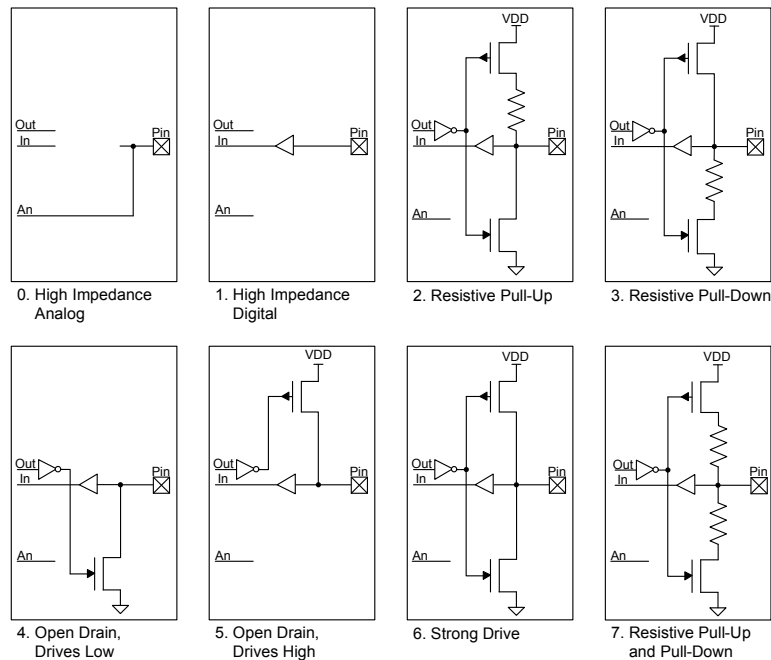 VDD
VDD
Out
In
Pin
An
Out
In
Pin
An
Out
In
Pin
An
Out
In
Pin
An
0. High Impedance
Analog
1. High Impedance
Digital
2. Resistive Pull-Up
3. Resistive Pull-Down
VDD
VDD
VDD
Out
In
Pin
An
Out
In
Pin
An
Out
In
Pin
An
Out
In
Pin
An
4. Open Drain,
Drives Low
5. Open Drain,
Drives High
6. Strong Drive
7. Resistive Pull-Up
and Pull-Down